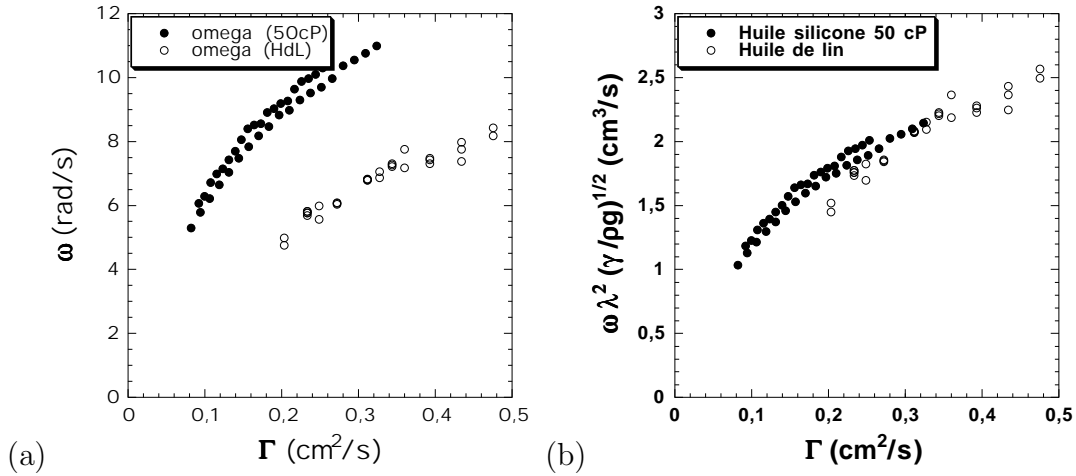 omega (50cP)
omega (HdL)
12
10
8
6
4
2
0
ω (rad/s)
0
0,1
0,2
0,3
0,4
0,5
Γ (cm²/s)
(a)
Huile silicone 50 cP
Huile de lin
3
2,5
2
1,5
1
0,5
0
ω λ² (γ/ρg)^1/2 (cm³/s)
0
0,1
0,2
0,3
0,4
0,5
Γ (cm²/s)
(b)